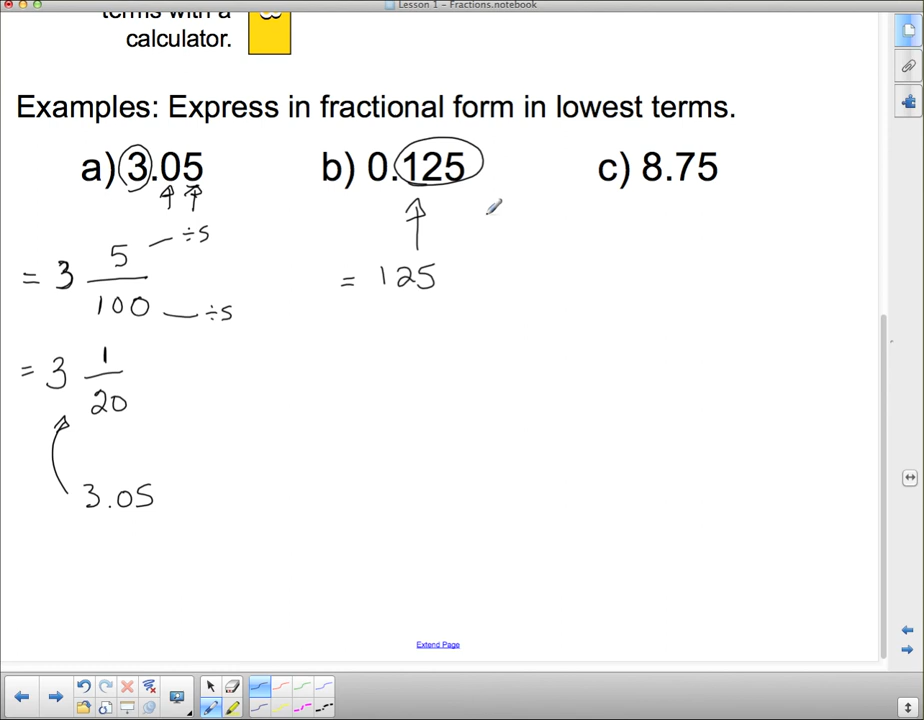 Lesson 1 – Fractions.notebook
terms with a
calculator.
Examples: Express in fractional form in lowest terms.
a) 3.05 b) 0.125 c) 8.75
= 3 5/100 ÷5 ÷5
= 125
= 3 1/20
3.05
Extend Page